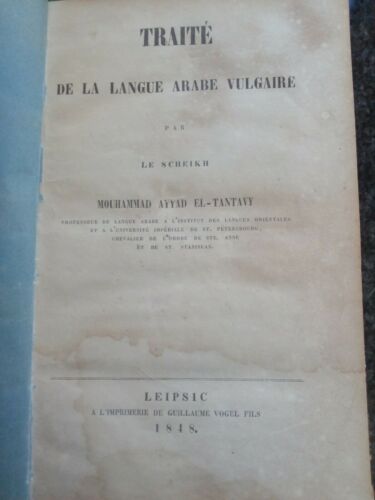 TRAITÉ
DE LA LANGUE ARABE VULGAIRE
PAR
LE SCHEIKH
MOUHAMMAD AYYAD EL-TANTAVY
PROFESSEUR DE LANGUE ARABE A L'INSTITUT DES LANGUES ORIENTALES
ET A L'UNIVERSITÉ IMPÉRIALE DE ST. PETERSBOURG,
CHEVALIER DE L'ORDRE DE STE. ANNE
ET DE ST. STANISLAS.
LEIPSIC
A L'IMPRIMERIE DE GUILLAUME VOGEL FILS
1848.